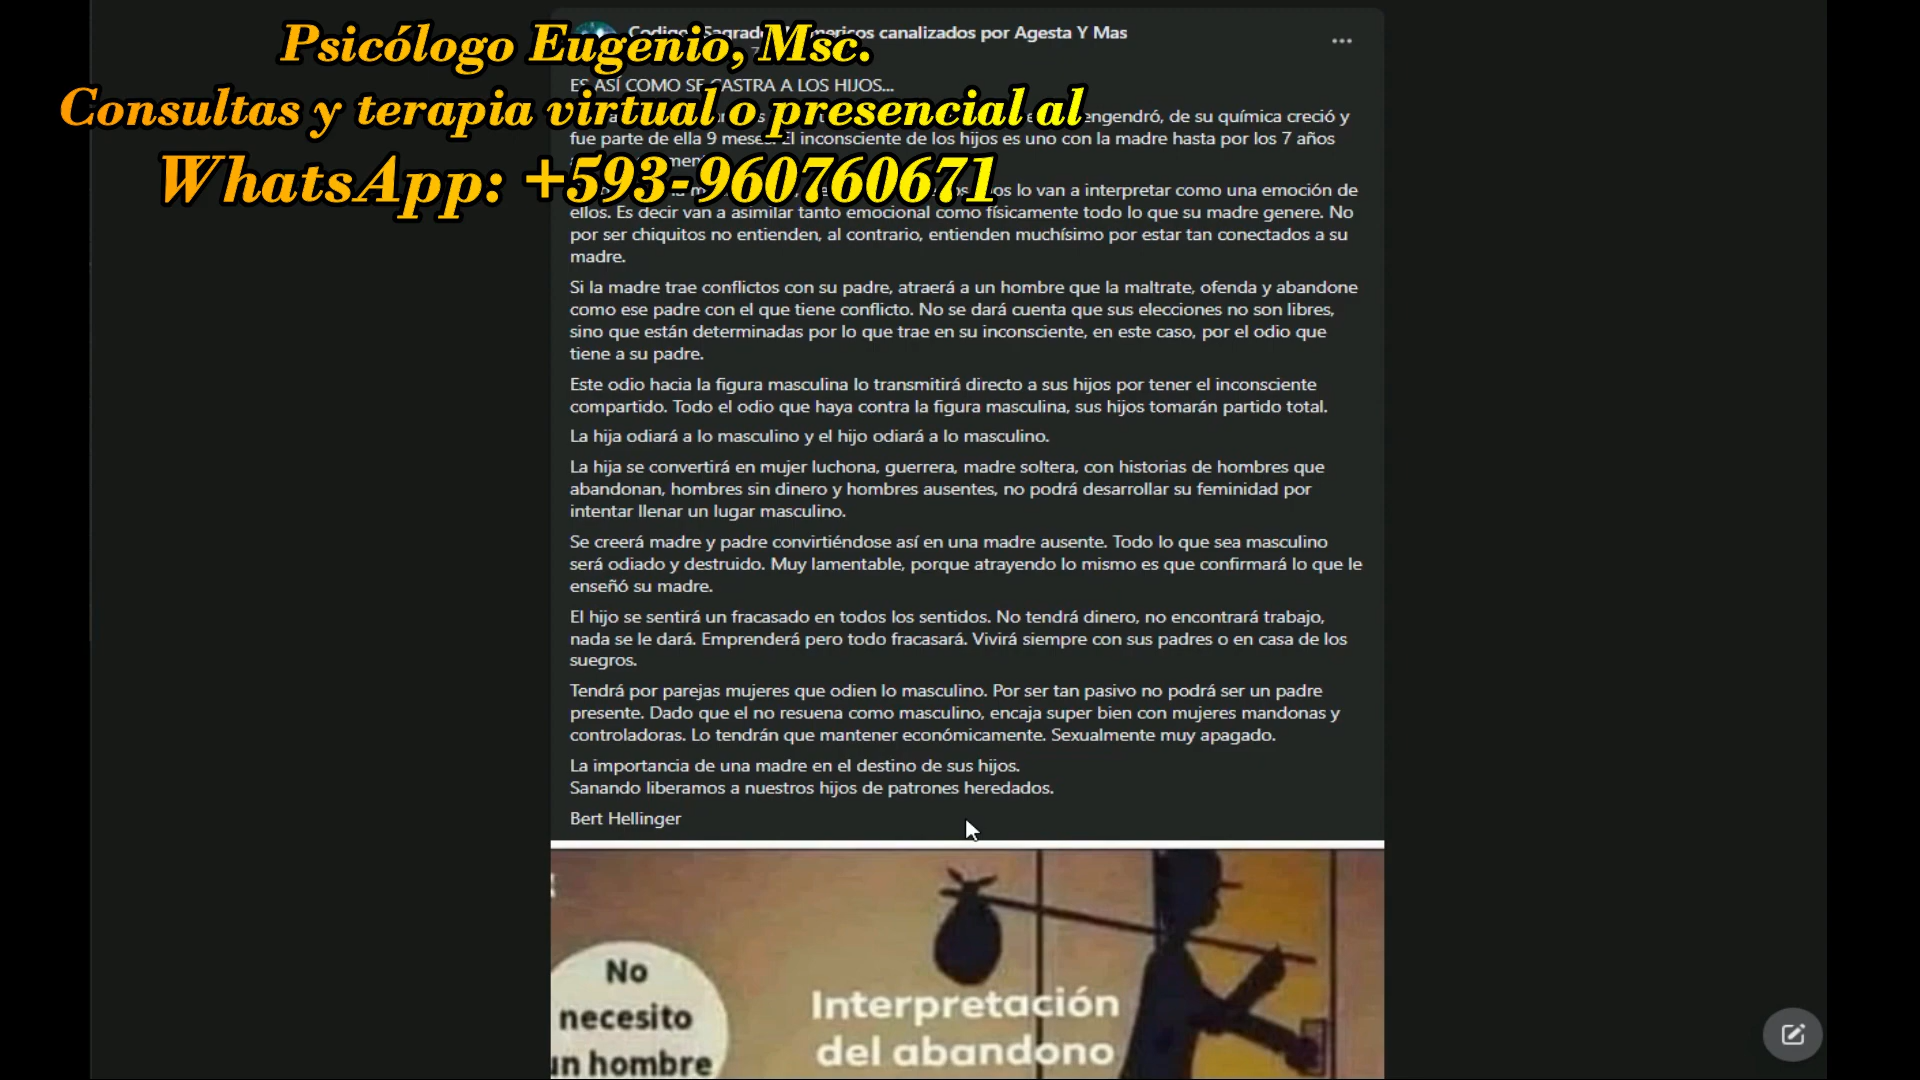 Psicólogo Eugenio, Msc.
Consultas y terapia virtual o presencial al
WhatsApp: +593-960760671
canalizados por Agesta Y Mas
ES ASÍ COMO SE CASTRA A LOS HIJOS...
engendró, de su química creció y
fue parte de ella 9 meses. El inconsciente de los hijos es uno con la madre hasta por los 7 años
lo van a interpretar como una emoción de
ellos. Es decir van a asimilar tanto emocional como físicamente todo lo que su madre genere. No
por ser chiquitos no entienden, al contrario, entienden muchísimo por estar tan conectados a su
madre.
Si la madre trae conflictos con su padre, atraerá a un hombre que la maltrate, ofenda y abandone
como ese padre con el que tiene conflicto. No se dará cuenta que sus elecciones no son libres,
sino que están determinadas por lo que trae en su inconsciente, en este caso, por el odio que
tiene a su padre.
Este odio hacia la figura masculina lo transmitirá directo a sus hijos por tener el inconsciente
compartido. Todo el odio que haya contra la figura masculina, sus hijos tomarán partido total.
La hija odiará a lo masculino y el hijo odiará a lo masculino.
La hija se convertirá en mujer luchona, guerrera, madre soltera, con historias de hombres que
abandonan, hombres sin dinero y hombres ausentes, no podrá desarrollar su feminidad por
intentar llenar un lugar masculino.
Se creerá madre y padre convirtiéndose así en una madre ausente. Todo lo que sea masculino
será odiado y destruido. Muy lamentable, porque atrayendo lo mismo es que confirmará lo que le
enseñó su madre.
El hijo se sentirá un fracasado en todos los sentidos. No tendrá dinero, no encontrará trabajo,
nada se le dará. Emprenderá pero todo fracasará. Vivirá siempre con sus padres o en casa de los
suegros.
Tendrá por parejas mujeres que odien lo masculino. Por ser tan pasivo no podrá ser un padre
presente. Dado que el no resuena como masculino, encaja super bien con mujeres mandonas y
controladoras. Lo tendrán que mantener económicamente. Sexualmente muy apagado.
La importancia de una madre en el destino de sus hijos.
Sanando liberamos a nuestros hijos de patrones heredados.
Bert Hellinger
No
necesito
un hombre
Interpretación
del abandono